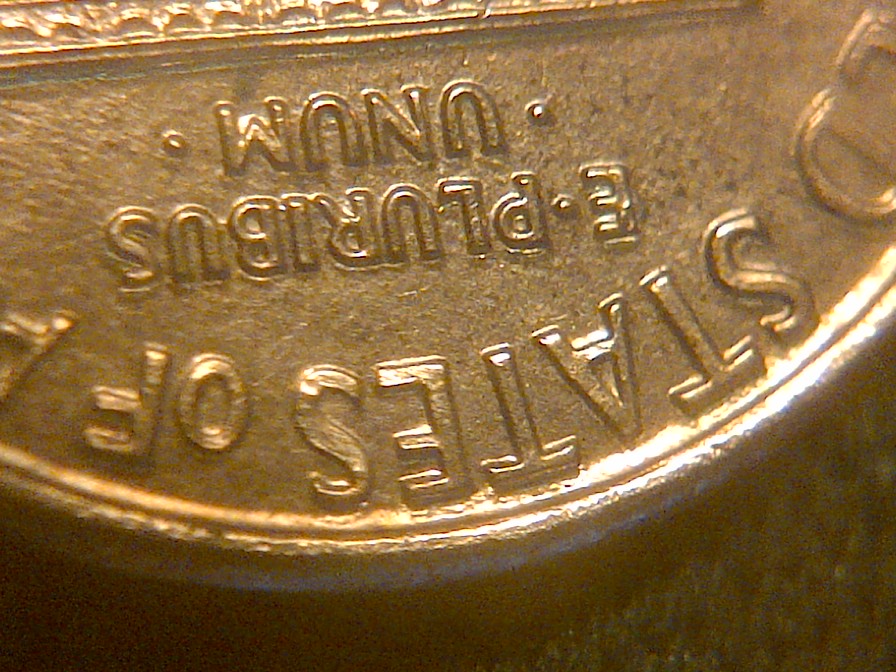 D STATES OF A
E·PLURIBUS
·UNUM·